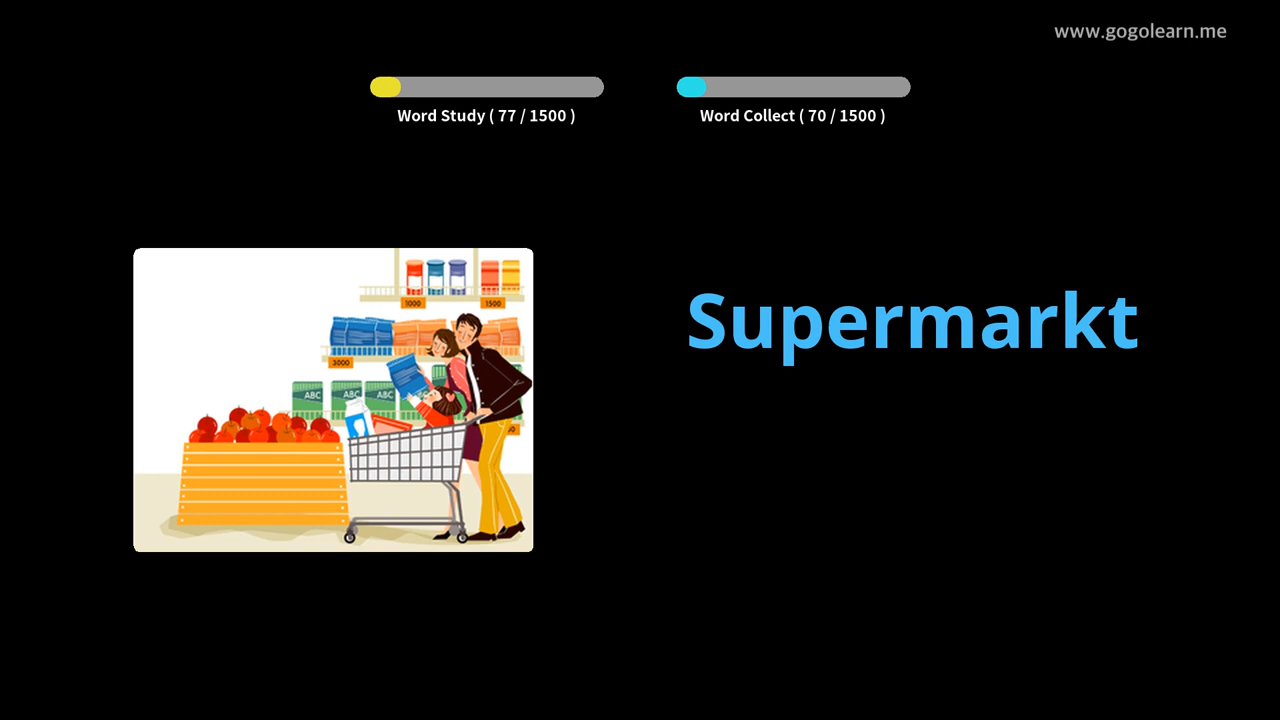 www.gogolearn.me
Word Study ( 77 / 1500 )
Word Collect ( 70 / 1500 )
Supermarkt
1000
1500
3000
ABC
ABC
ABC